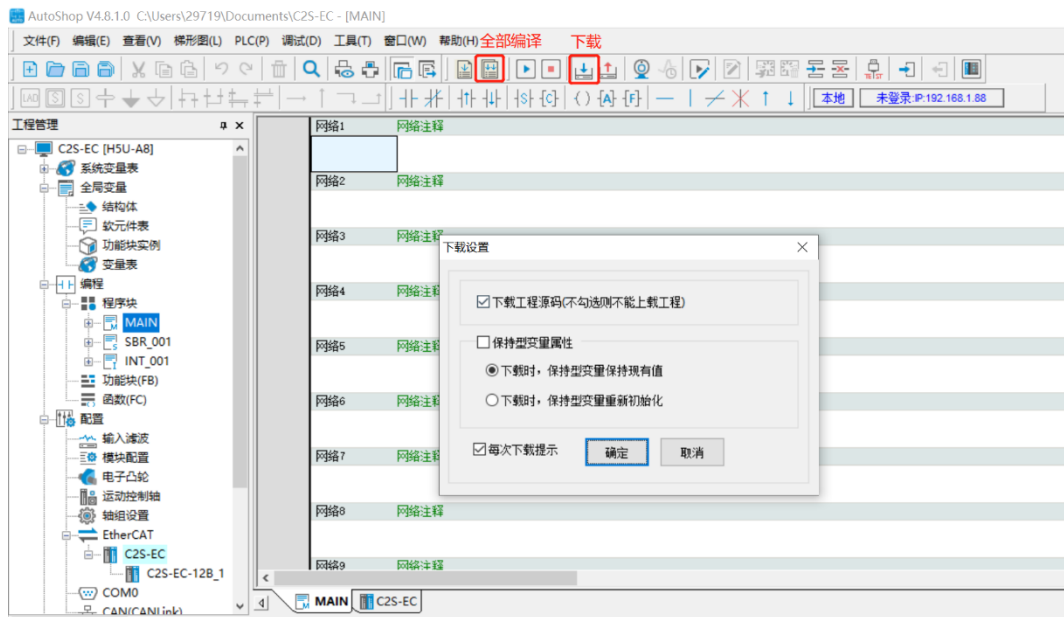 AutoShop V4.8.1.0 C:\Users\29719\Documents\C2S-EC - [MAIN]
文件(F) 编辑(E) 查看(V) 梯形图(L) PLC(P) 调试(D) 工具(T) 窗口(W) 帮助(H) 全部编译 下载
本地 未登录:IP:192.168.1.88
工程管理
C2S-EC [H5U-A8]
系统变量表
全局变量
结构体
软元件表
功能块实例
变量表
编程
程序块
MAIN
SBR_001
INT_001
功能块(FB)
函数(FC)
配置
输入滤波
模块配置
电子凸轮
运动控制轴
轴组设置
EtherCAT
C2S-EC
C2S-EC-12B_1
COM0
CAN(CANLink)
网络1 网络注释
网络2 网络注释
网络3 网络注释
网络4 网络注释
网络5 网络注释
网络6 网络注释
网络7 网络注释
网络8 网络注释
网络9 网络注释
下载设置
下载工程源码(不勾选则不能上载工程)
保持型变量属性
下载时，保持型变量保持现有值
下载时，保持型变量重新初始化
每次下载提示 确定 取消
MAIN C2S-EC